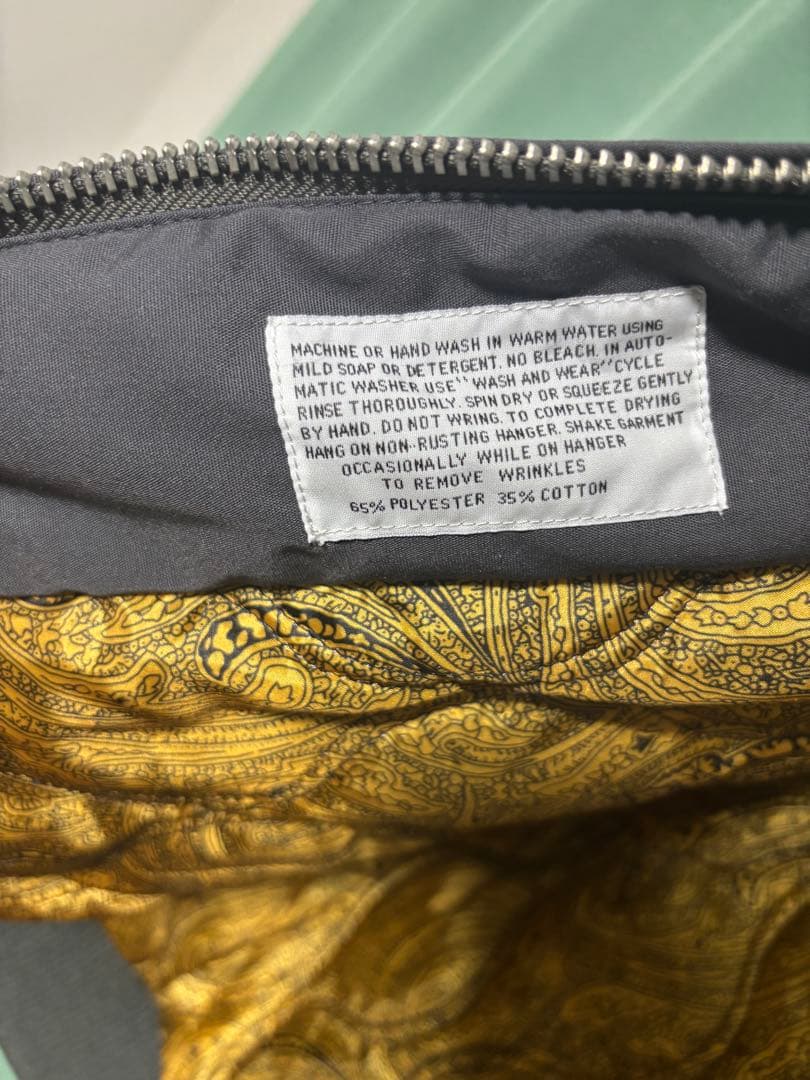 MACHINE OR HAND WASH IN WARM WATER USING
MILD SOAP OR DETERGENT. NO BLEACH. IN AUTO-
MATIC WASHER USE " WASH AND WEAR" CYCLE
RINSE THOROUGHLY. SPIN DRY OR SQUEEZE GENTLY
BY HAND. DO NOT WRING. TO COMPLETE DRYING
HANG ON NON-RUSTING HANGER. SHAKE GARMENT
OCCASIONALLY WHILE ON HANGER
TO REMOVE WRINKLES
65% POLYESTER 35% COTTON